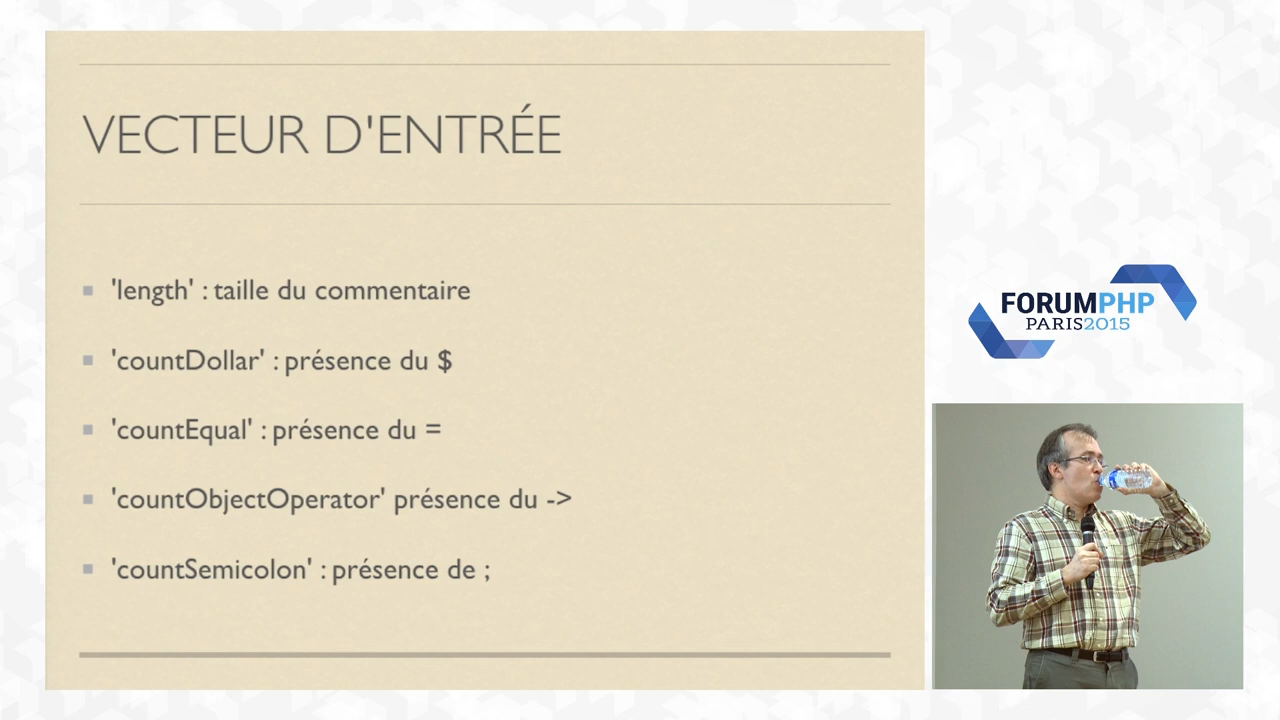 VECTEUR D'ENTRÉE
'length' : taille du commentaire
'countDollar' : présence du $
'countEqual' : présence du =
'countObjectOperator' présence du ->
'countSemicolon' : présence de ;
FORUMPHP
PARIS2015